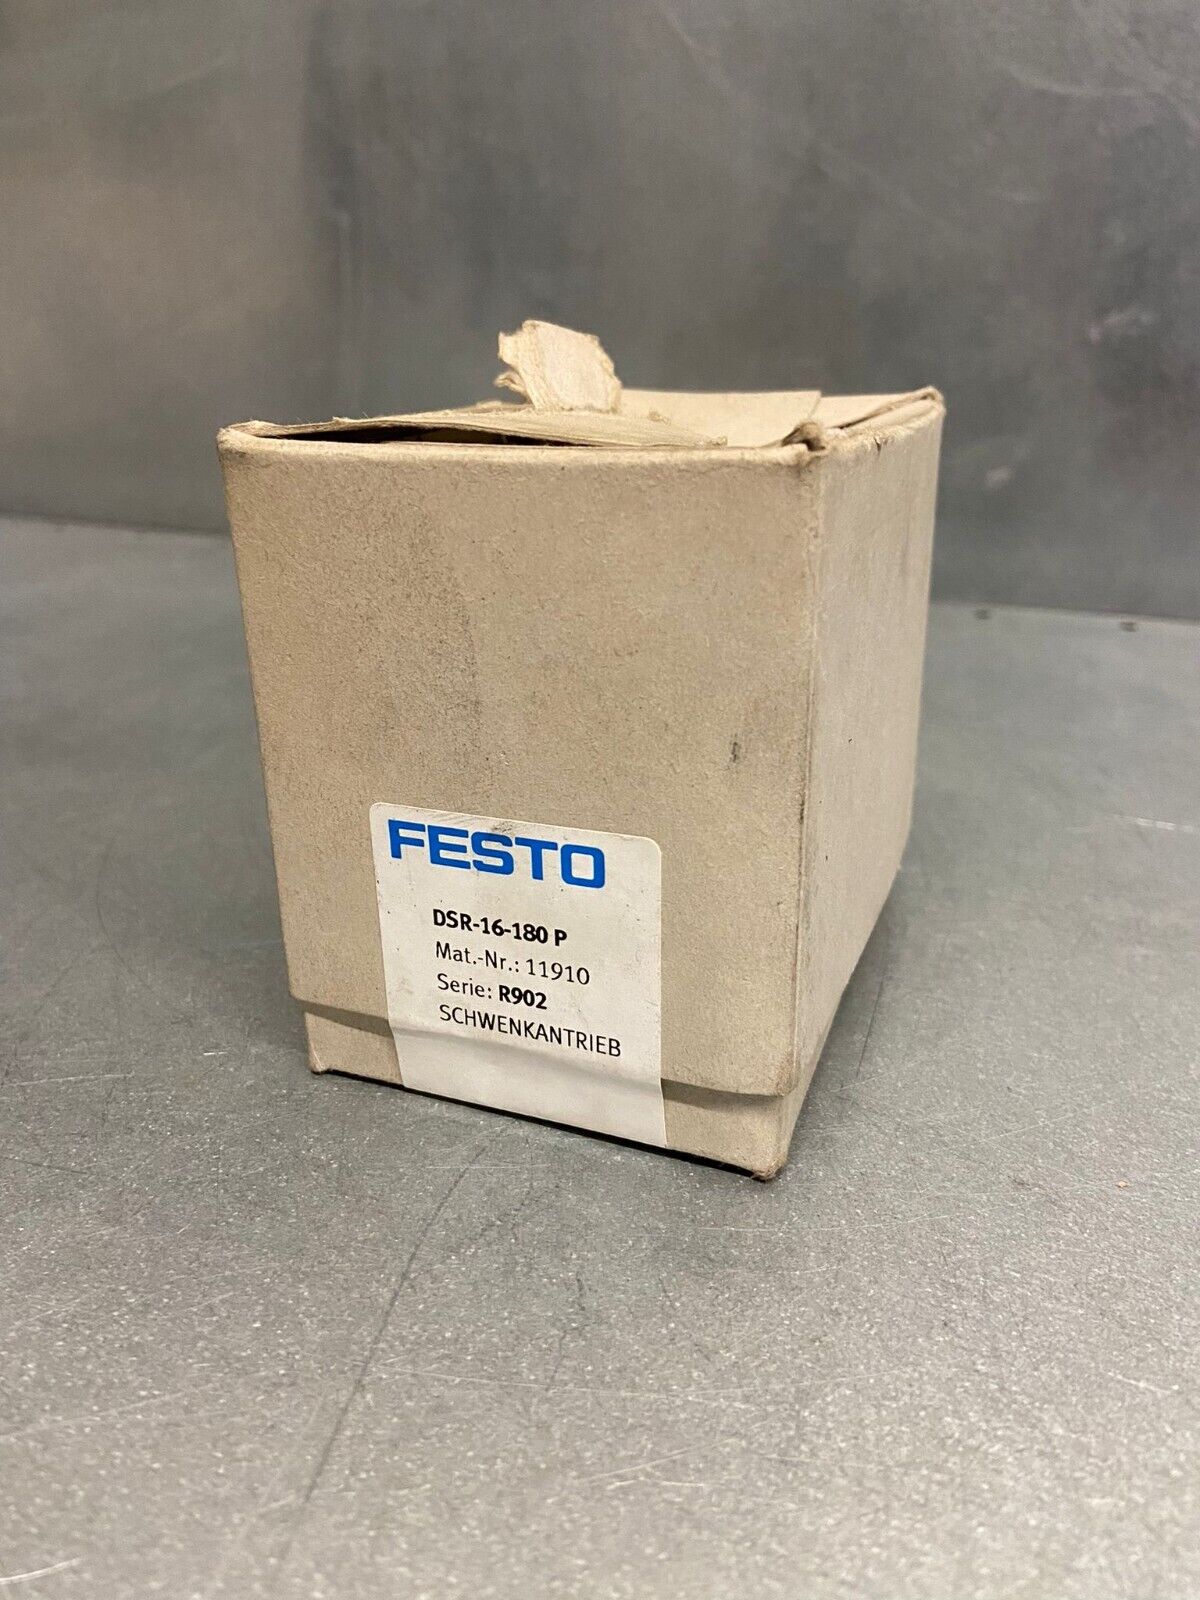 FESTO
DSR-16-180 P
Mat.-Nr.: 11910
Serie: R902
SCHWENKANTRIEB